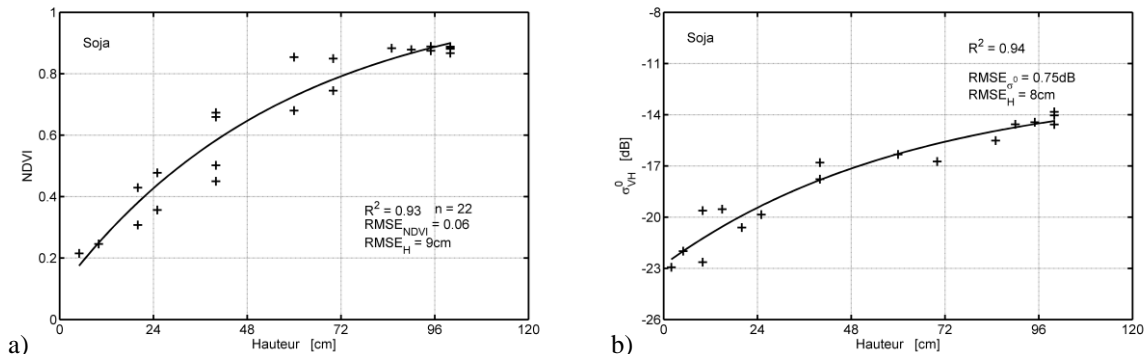 1
0.8
0.6
0.4
0.2
0
NDVI
Soja
R² = 0.93 n = 22
RMSE_NDVI = 0.06
RMSE_H = 9cm
0 24 48 72 96 120
Hauteur [cm]
a)
-8
-11
-14
-17
-20
-23
-26
σ⁰_VH [dB]
Soja
R² = 0.94
RMSE_σ⁰ = 0.75dB
RMSE_H = 8cm
0 24 48 72 96 120
Hauteur [cm]
b)